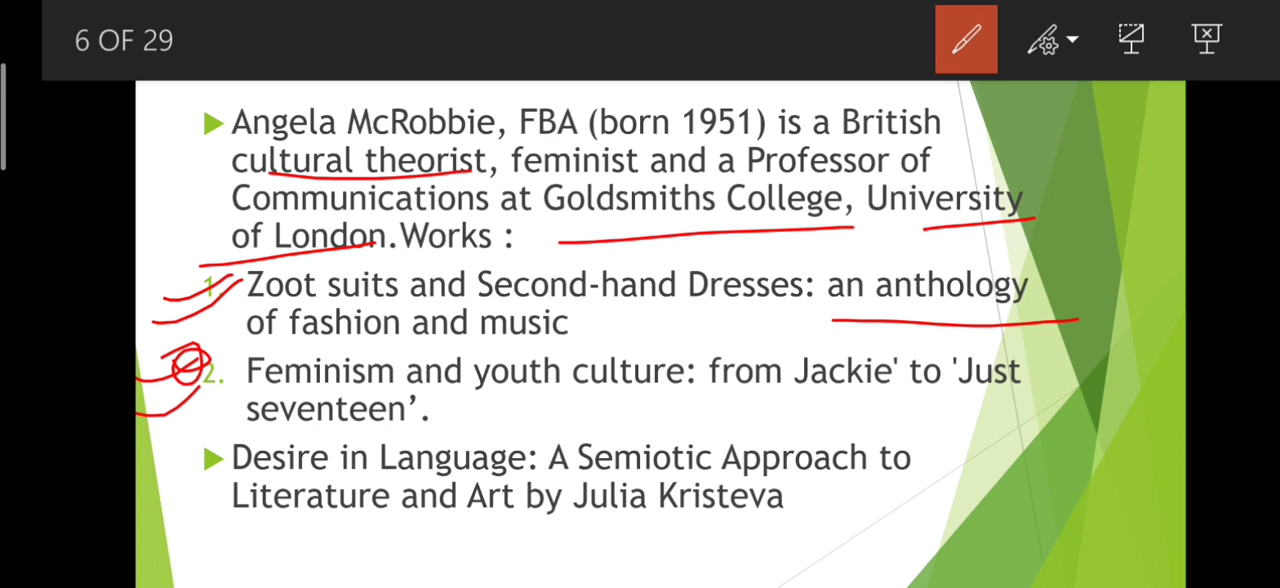 6 OF 29
Angela McRobbie, FBA (born 1951) is a British
cultural theorist, feminist and a Professor of
Communications at Goldsmiths College, University
of London.Works :
1. Zoot suits and Second-hand Dresses: an anthology
of fashion and music
2. Feminism and youth culture: from Jackie' to 'Just
seventeen’.
Desire in Language: A Semiotic Approach to
Literature and Art by Julia Kristeva